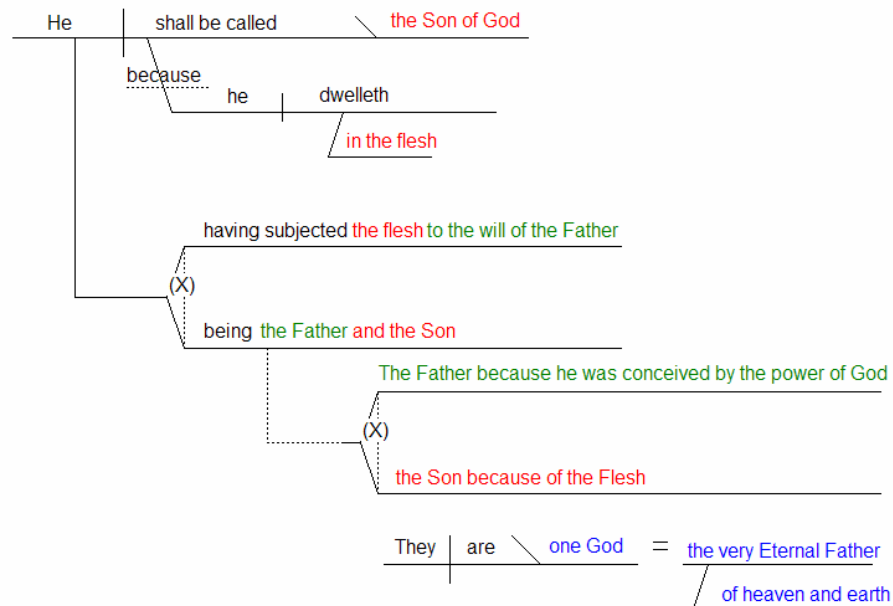 He shall be called the Son of God
because
he dwelleth
in the flesh
having subjected the flesh to the will of the Father
(X)
being the Father and the Son
The Father because he was conceived by the power of God
(X)
the Son because of the Flesh
They are one God = the very Eternal Father
of heaven and earth